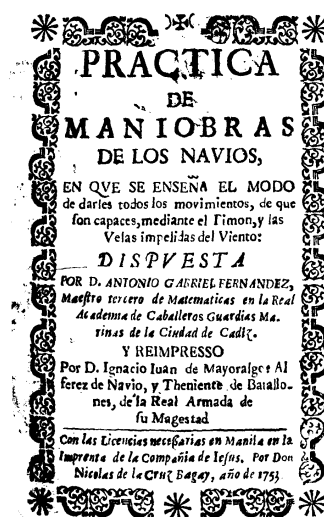 PRACTICA
DE
MANIOBRAS
DE LOS NAVIOS,
EN QVE SE ENSEÑA EL MODO
de darles todos los movimientos, de que
ſon capaces, mediante el Timon, y las
Velas impelidas del Viento:
DISPVESTA
POR D. ANTONIO GABRIEL FERNANDEZ,
Maeſtro tercero de Matematicas en la Real
Academia de Caballeros Guardias Ma-
rinas de la Ciudad de Cadiz.
Y REIMPRESSO
Por D. Ignacio Iuan de Mayoralgo: Al
ferez de Navio, y Theniente de Batallo-
nes, de la Real Armada de
ſu Mageſtad
Con las Licencias neceſſarias en Manila en la
Imprenta de la Compañia de Ieſus. Por Don
Nicolas de la Cruz Bagay, año de 1753